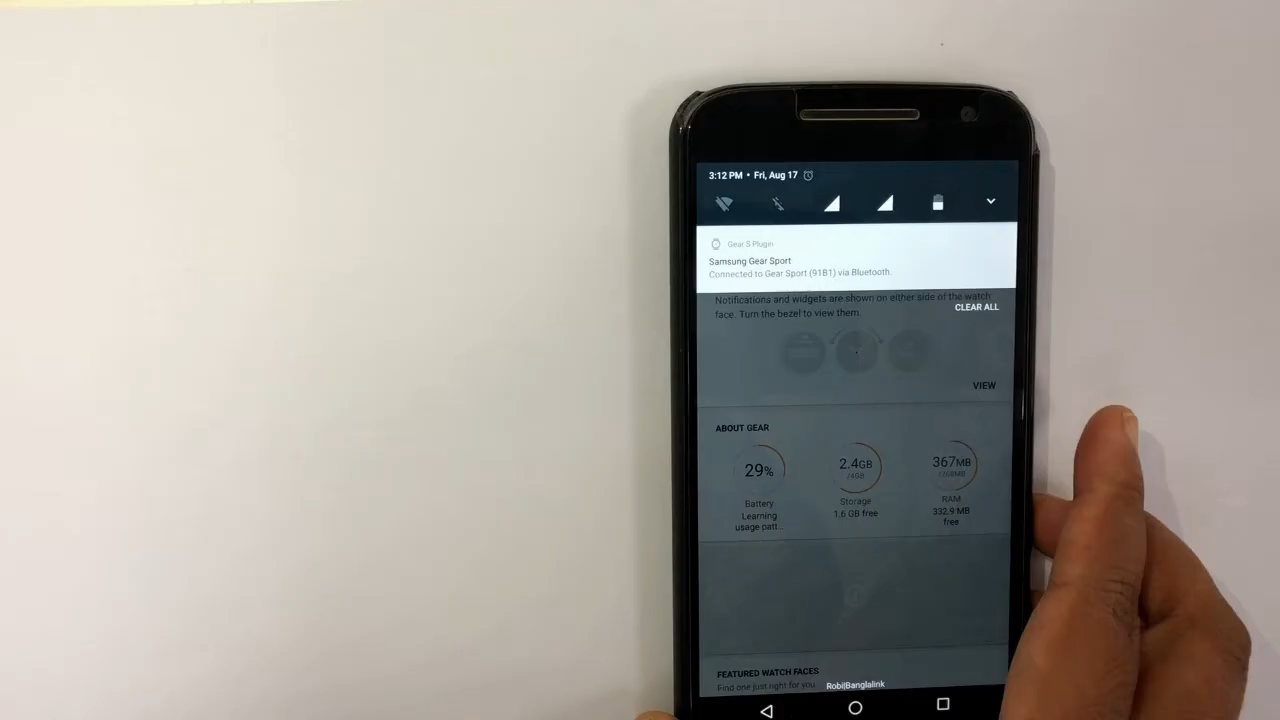 3:12 PM • Fri, Aug 17
Gear S Plugin
Samsung Gear Sport
Connected to Gear Sport (91B1) via Bluetooth.
Notifications and widgets are shown on either side of the watch
face. Turn the bezel to view them.
CLEAR ALL
VIEW
ABOUT GEAR
29%
2.4GB
/4GB
367MB
Battery
Learning
usage patt...
Storage
1.6 GB free
RAM
332.9 MB
free
FEATURED WATCH FACES
Find one just right for you.
Robi|Banglalink